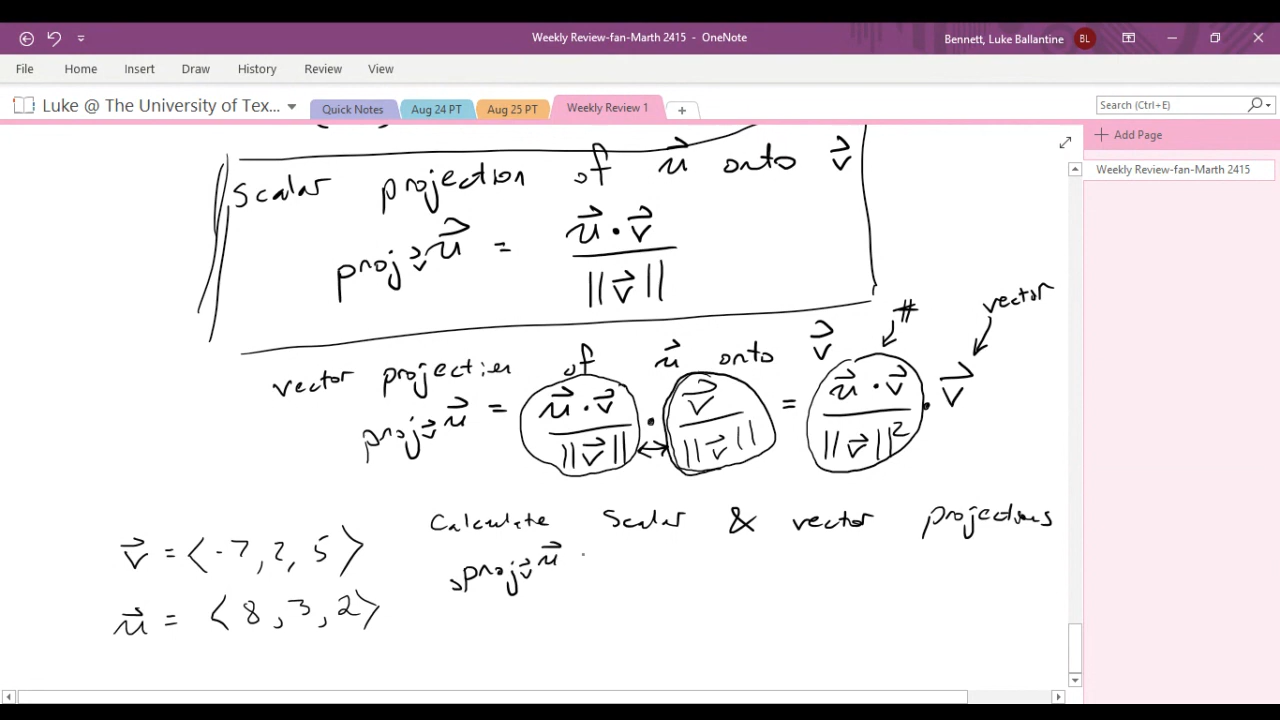 Weekly Review-fan-Marth 2415 - OneNote
Bennett, Luke Ballantine BL
File Home Insert Draw History Review View
Luke @ The University of Tex... Quick Notes Aug 24 PT Aug 25 PT Weekly Review 1 +
Search (Ctrl+E)
Add Page
Weekly Review-fan-Marth 2415
Scalar projection of u⃗ onto v⃗
proj_v⃗ u⃗ = (u⃗ · v⃗) / ||v⃗||
# vector
vector projection of u⃗ onto v⃗
proj_v⃗ u⃗ = (u⃗ · v⃗) / ||v⃗|| · v⃗ / ||v⃗|| = (u⃗ · v⃗) / ||v⃗||² · v⃗
Calculate Scalar & vector projections
v⃗ = ⟨-7, 2, 5⟩
sproj_v⃗ u⃗
u⃗ = ⟨8, 3, 2⟩